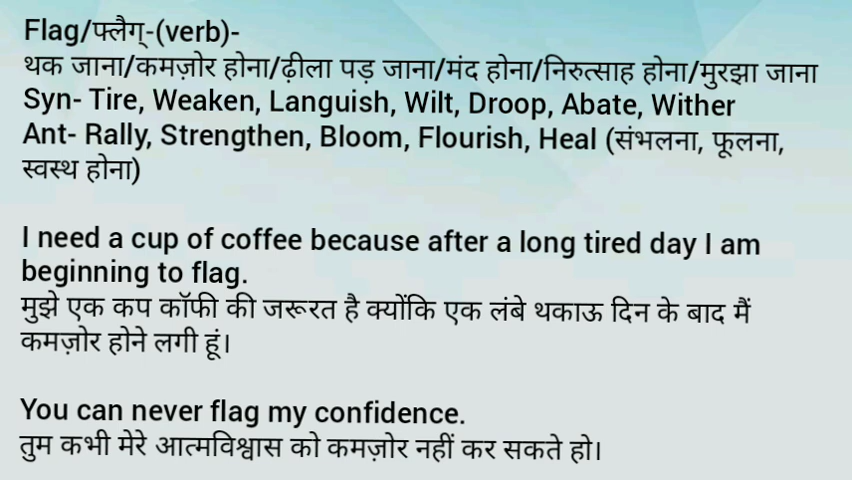 Flag/फ्लैग्-(verb)-
थक जाना/कमज़ोर होना/ढ़ीला पड़ जाना/मंद होना/निरुत्साह होना/मुरझा जाना
Syn- Tire, Weaken, Languish, Wilt, Droop, Abate, Wither
Ant- Rally, Strengthen, Bloom, Flourish, Heal (संभलना, फूलना,
स्वस्थ होना)
I need a cup of coffee because after a long tired day I am
beginning to flag.
मुझे एक कप कॉफी की जरूरत है क्योंकि एक लंबे थकाऊ दिन के बाद मैं
कमज़ोर होने लगी हूं।
You can never flag my confidence.
तुम कभी मेरे आत्मविश्वास को कमज़ोर नहीं कर सकते हो।